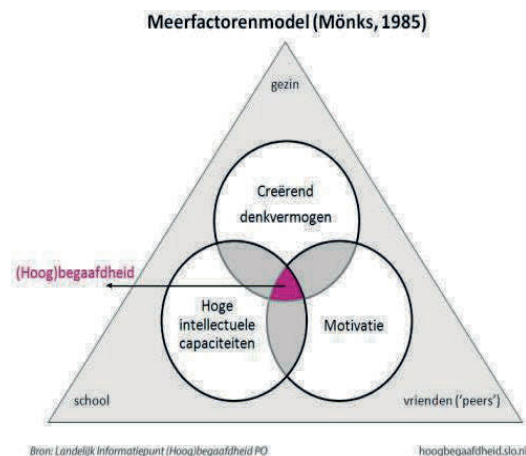 Meerfactorenmodel (Mönks, 1985)
gezin
Creërend
denkvermogen
(Hoog)begaafdheid
Hoge
intellectuele
capaciteiten
Motivatie
school
vrienden ('peers')
Bron: Landelijk Informatiepunt (Hoog)begaafdheid PO
hoogbegaafdheid.slo.nl